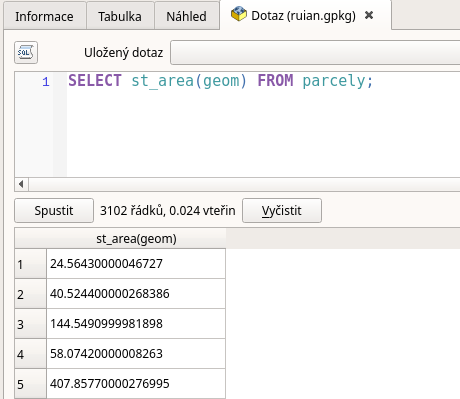 Informace Tabulka Náhled Dotaz (ruian.gpkg)
SQL Uložený dotaz
1 SELECT st_area(geom) FROM parcely;
Spustit 3102 řádků, 0.024 vteřin Vyčistit
st_area(geom)
1 24.56430000046727
2 40.524400000268386
3 144.5490999981898
4 58.07420000008263
5 407.85770000276995